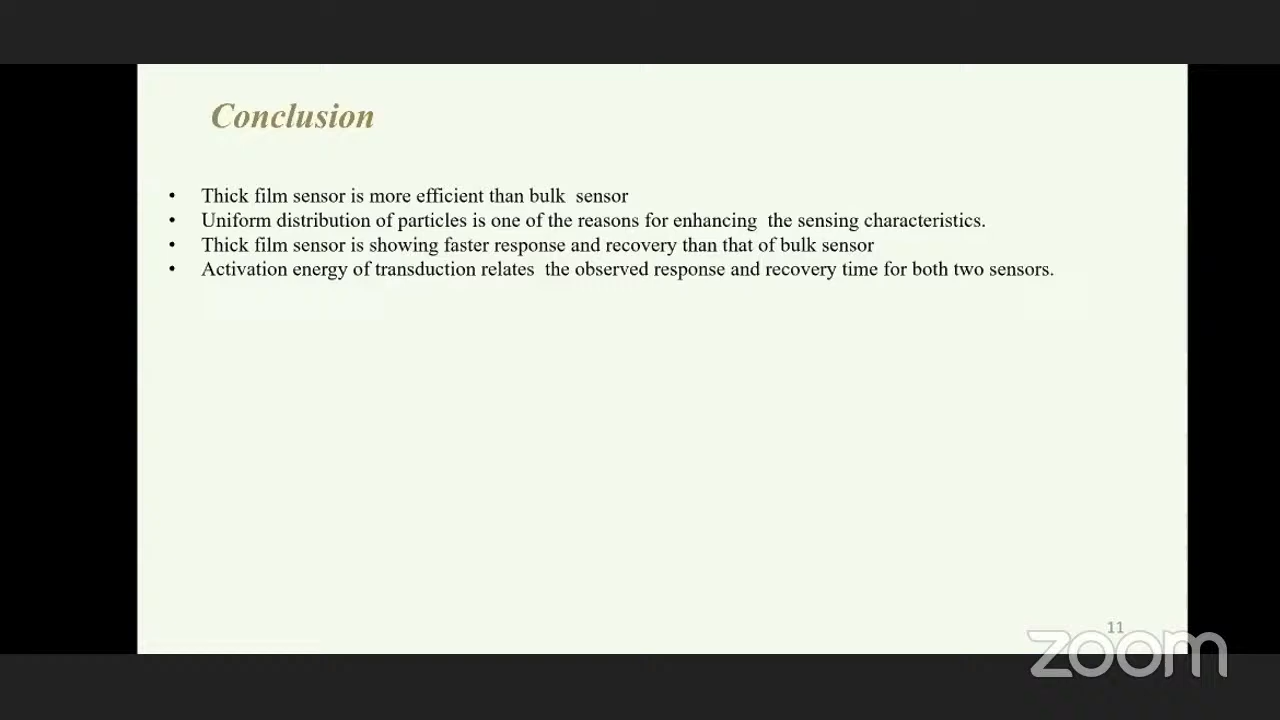 Conclusion
• Thick film sensor is more efficient than bulk  sensor
• Uniform distribution of particles is one of the reasons for enhancing  the sensing characteristics.
• Thick film sensor is showing faster response and recovery than that of bulk sensor
• Activation energy of transduction relates  the observed response and recovery time for both two sensors.
11
zoom